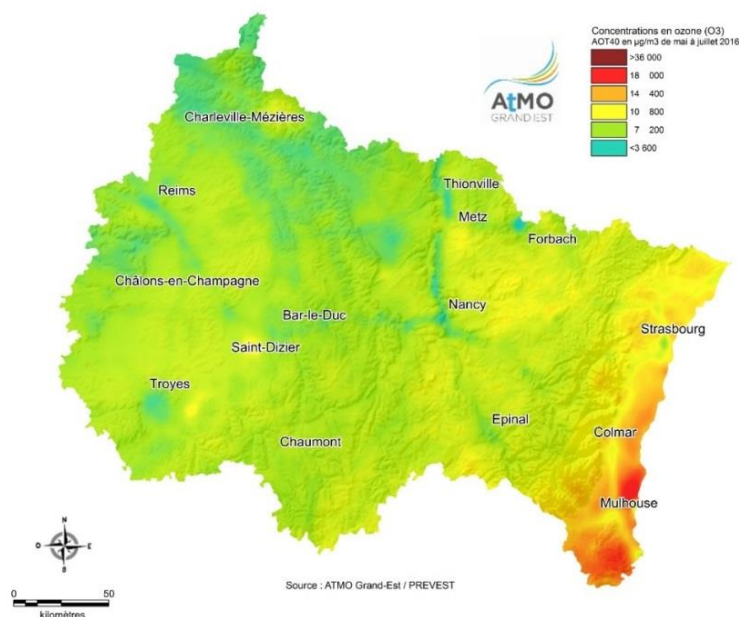 Concentrations en ozone (O3)
AOT40 en µg/m3 de mai à juillet 2016
>36 000
18 000
14 400
10 800
7 200
<3 600
AtMO
GRAND EST
Charleville-Mézières
Thionville
Reims
Metz
Forbach
Châlons-en-Champagne
Nancy
Bar-le-Duc
Strasbourg
Saint-Dizier
Troyes
Epinal
Colmar
Chaumont
Mulhouse
N
O
E
S
Source : ATMO Grand-Est / PREVEST
0 50
kilomètres